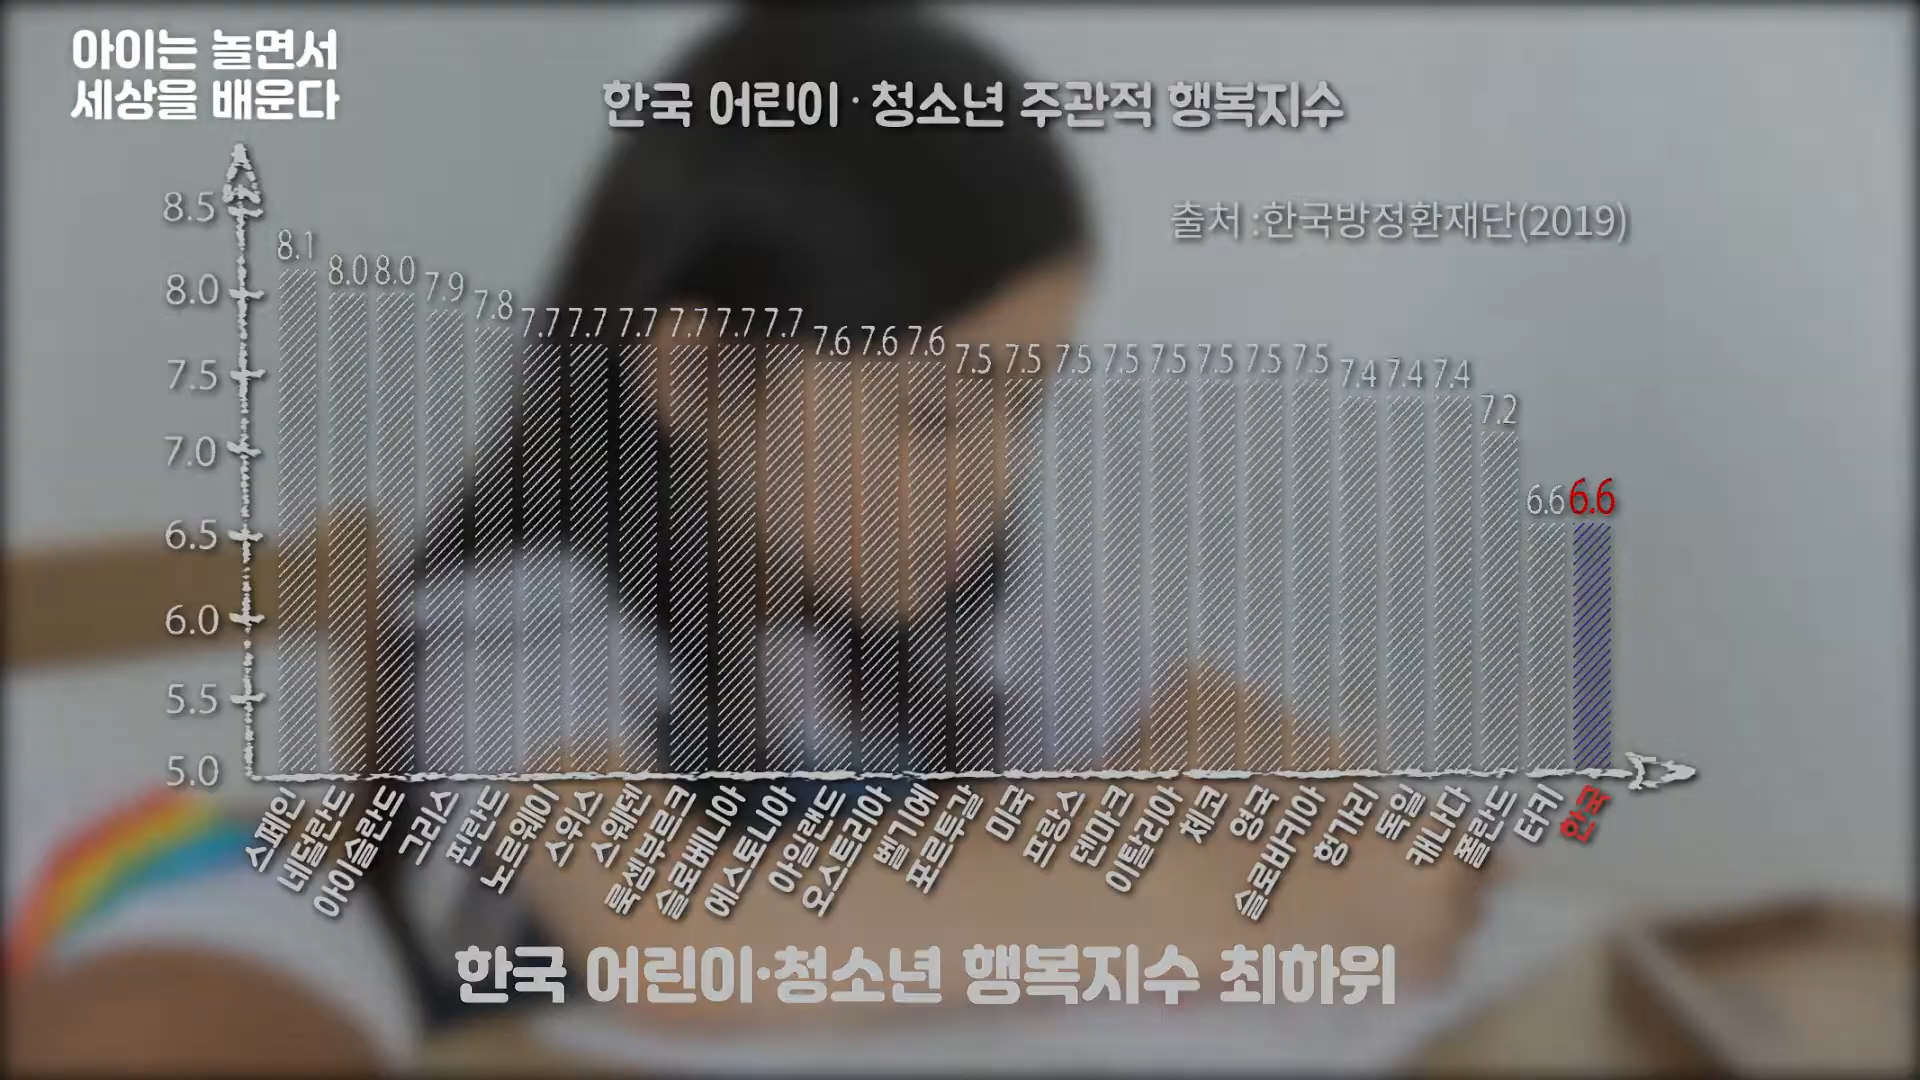 아이는 놀면서
세상을 배운다
한국 어린이·청소년 주관적 행복지수
출처 :한국방정환재단(2019)
8.5
8.0
7.5
7.0
6.5
6.0
5.5
5.0
8.1 8.0 8.0 7.9 7.8 7.7 7.7 7.7 7.7 7.7 7.7 7.6 7.6 7.6 7.5 7.5 7.5 7.5 7.5 7.5 7.5 7.5 7.4 7.4 7.4 7.2 6.6 6.6
스페인 네덜란드 아이슬란드 그리스 핀란드 노르웨이 스위스 스웨덴 룩셈부르크 슬로베니아 에스토니아 아일랜드 오스트리아 벨기에 포르투갈 미국 프랑스 덴마크 이탈리아 체코 영국 슬로바키아 헝가리 독일 캐나다 폴란드 터키 한국
한국 어린이·청소년 행복지수 최하위